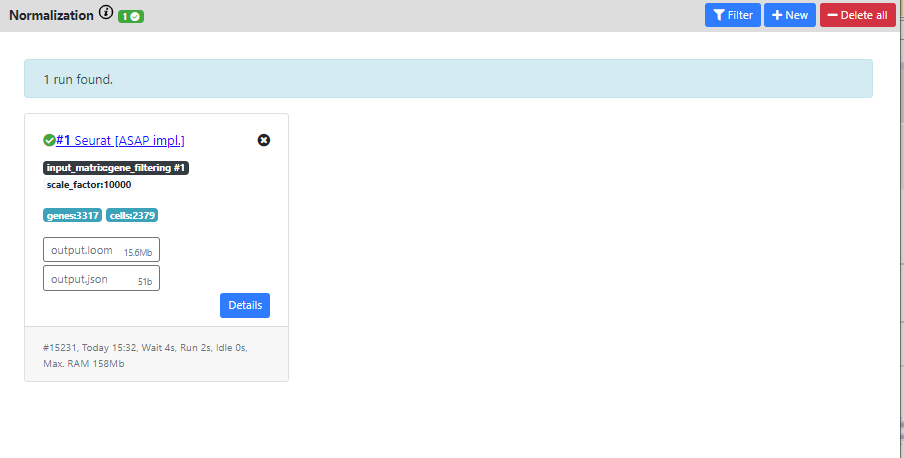 Normalization 1 Filter New Delete all
1 run found.
#1 Seurat [ASAP impl.]
input_matrix:gene_filtering #1
scale_factor:10000
genes:3317 cells:2379
output.loom 15.6Mb
output.json 51b
Details
#15231, Today 15:32, Wait 4s, Run 2s, Idle 0s,
Max. RAM 158Mb